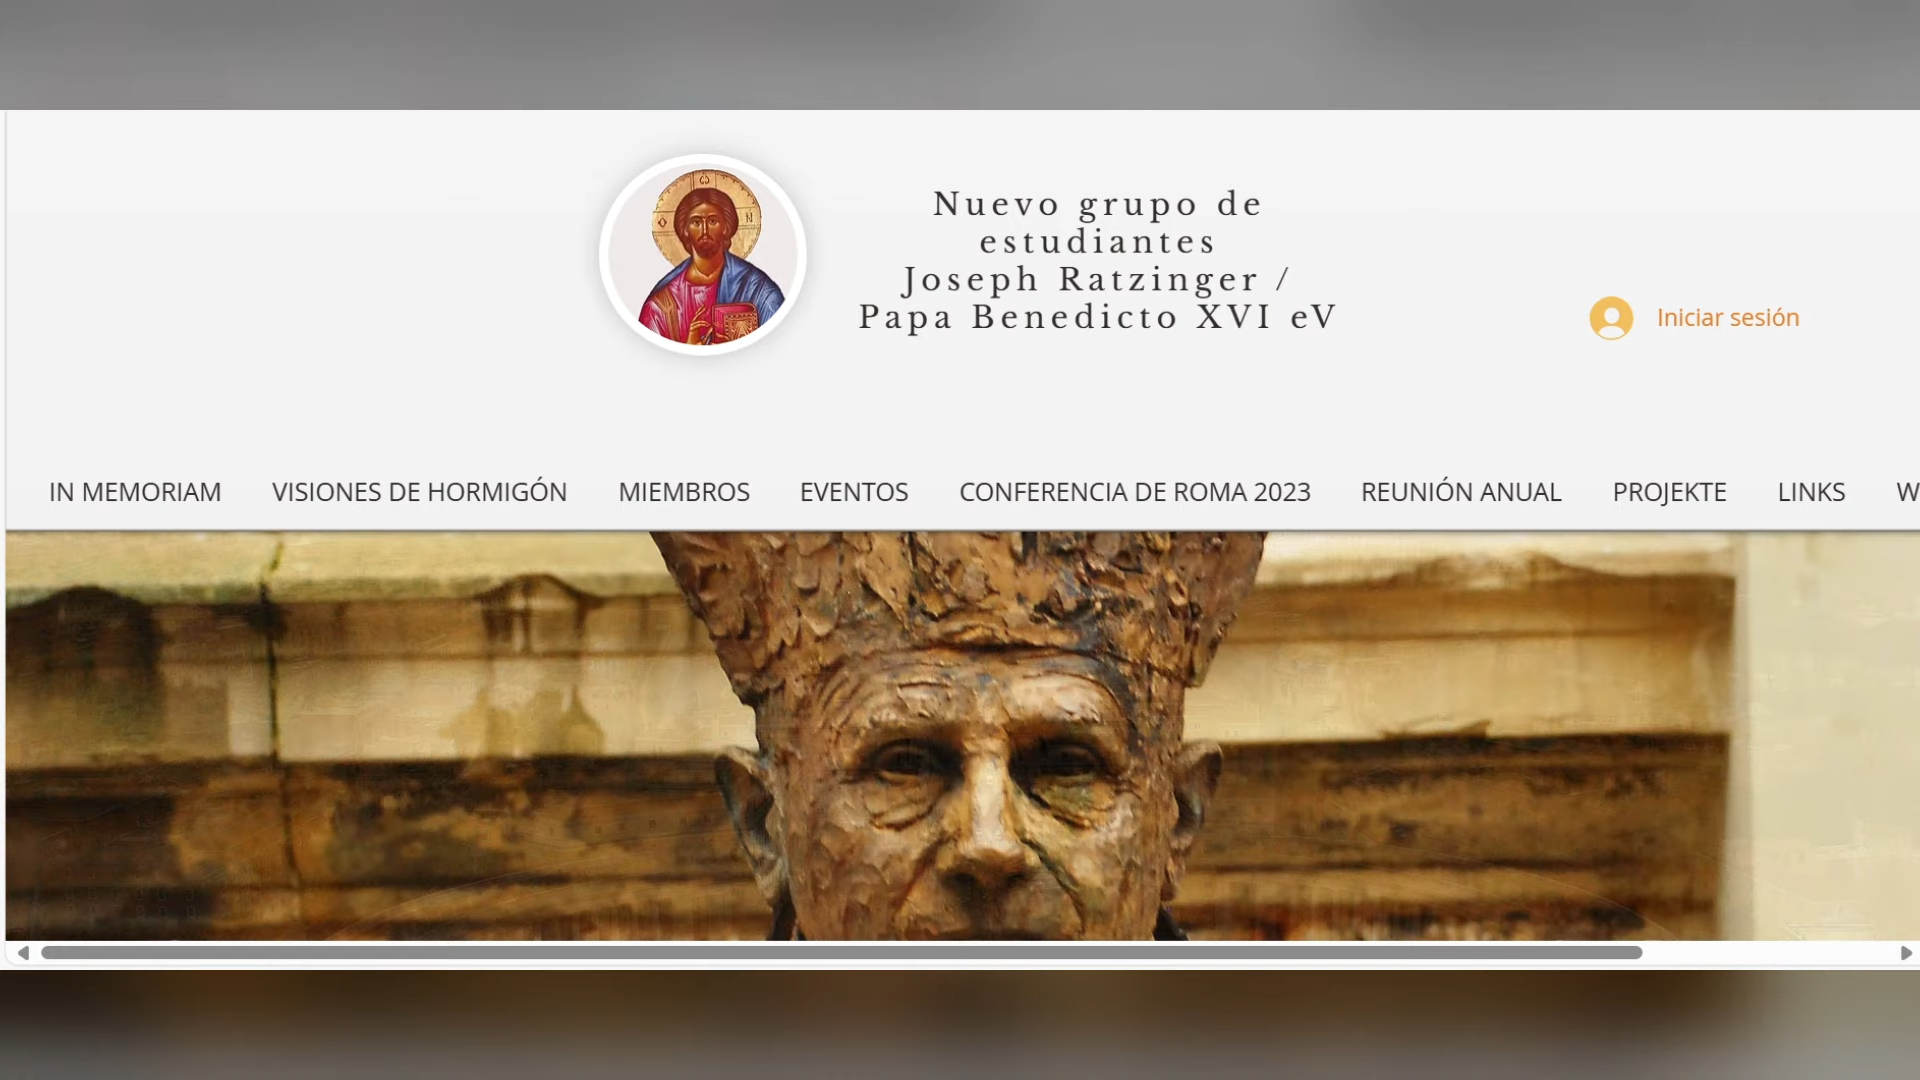 Nuevo grupo de
estudiantes
Joseph Ratzinger /
Papa Benedicto XVI eV
Iniciar sesión
IN MEMORIAM VISIONES DE HORMIGÓN MIEMBROS EVENTOS CONFERENCIA DE ROMA 2023 REUNIÓN ANUAL PROJEKTE LINKS W